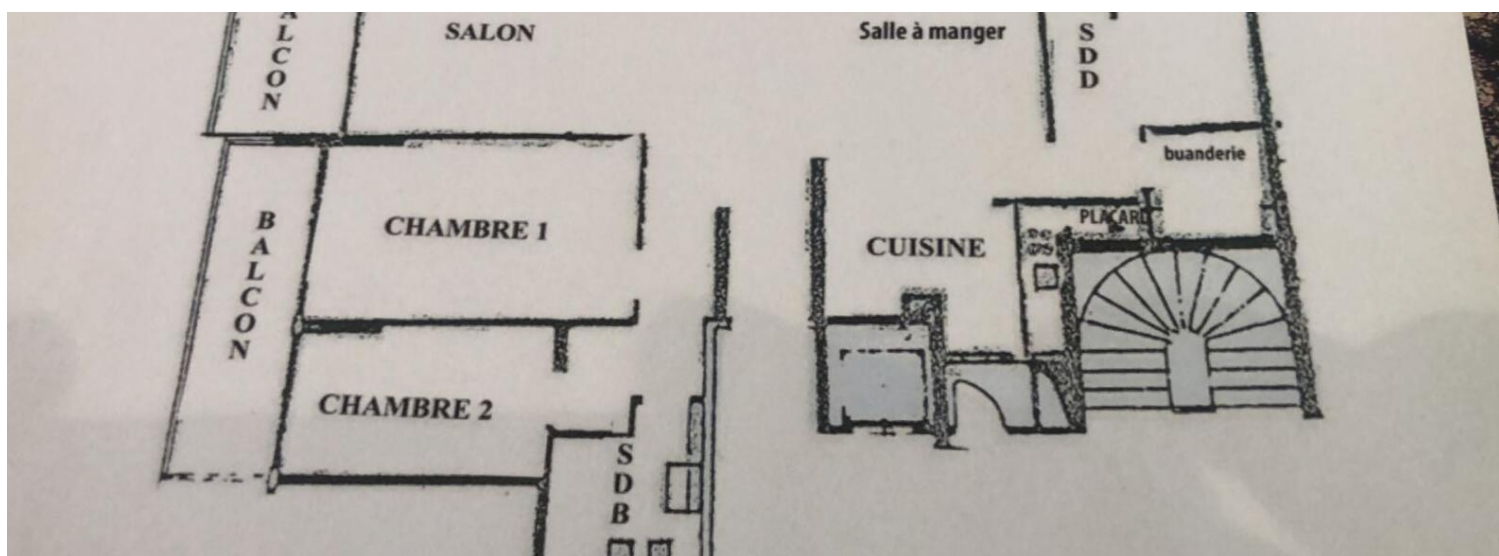 BALCON
SALON
Salle à manger
SDD
buanderie
BALCON
CHAMBRE 1
CUISINE
PLACARD
CHAMBRE 2
SDB